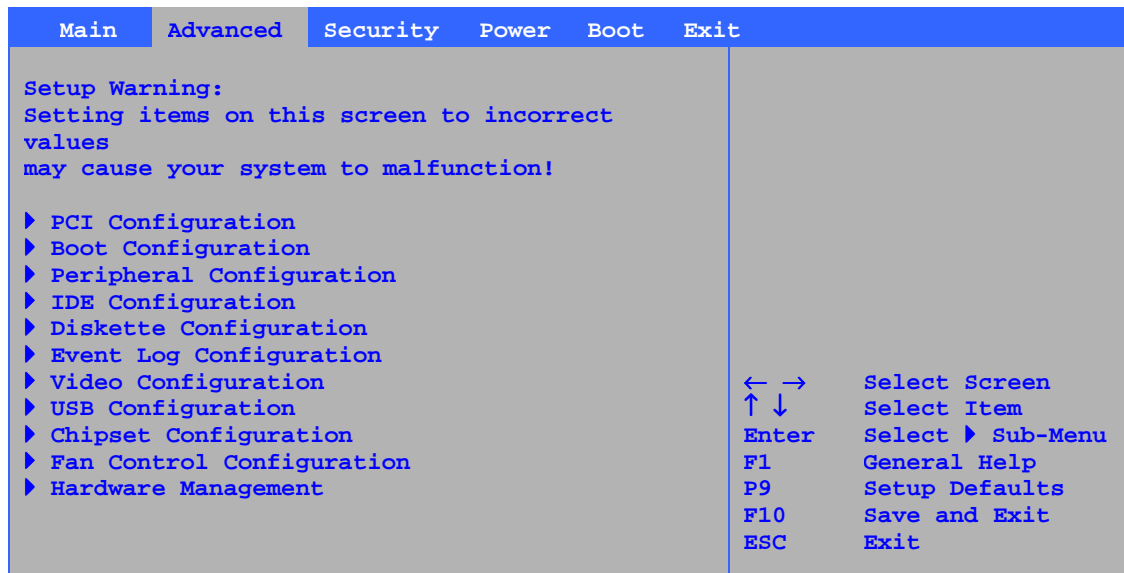 Main Advanced Security Power Boot Exit
Setup Warning:
Setting items on this screen to incorrect
values
may cause your system to malfunction!
PCI Configuration
Boot Configuration
Peripheral Configuration
IDE Configuration
Diskette Configuration
Event Log Configuration
Video Configuration
USB Configuration
Chipset Configuration
Fan Control Configuration
Hardware Management
← → Select Screen
↑ ↓ Select Item
Enter Select ▶ Sub-Menu
F1 General Help
P9 Setup Defaults
F10 Save and Exit
ESC Exit